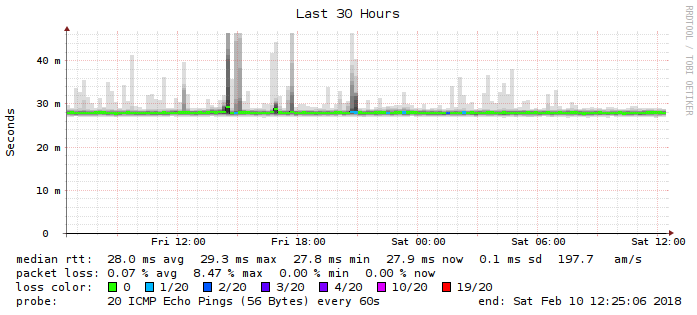 Last 30 Hours
RRDTOOL / TOBI OETIKER
Seconds
40 m
30 m
20 m
10 m
0
Fri 12:00 Fri 18:00 Sat 00:00 Sat 06:00 Sat 12:00
median rtt: 28.0 ms avg 29.3 ms max 27.8 ms min 27.9 ms now 0.1 ms sd 197.7 am/s
packet loss: 0.07 % avg 8.47 % max 0.00 % min 0.00 % now
loss color: 0 1/20 2/20 3/20 4/20 10/20 19/20
probe: 20 ICMP Echo Pings (56 Bytes) every 60s end: Sat Feb 10 12:25:06 2018